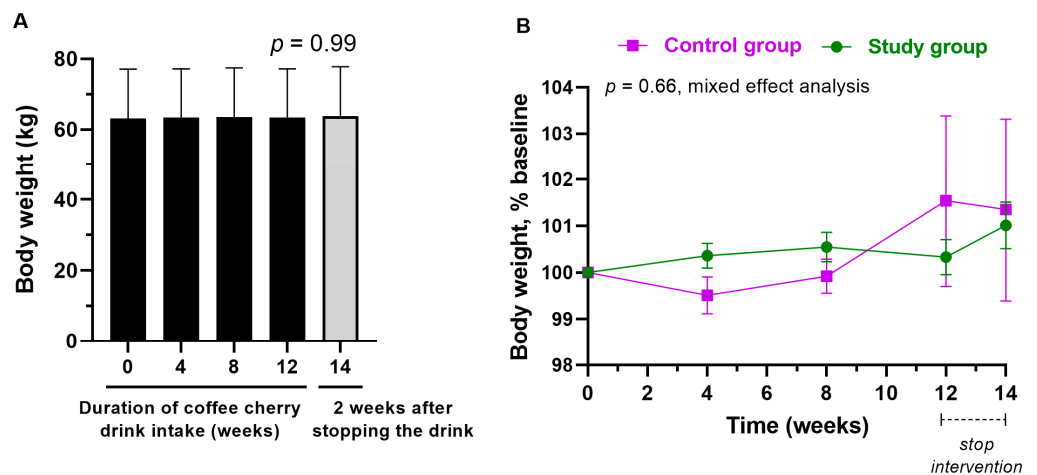 A
p = 0.99
Body weight (kg)
80
60
40
20
0
0 4 8 12 14
Duration of coffee cherry
drink intake (weeks)
2 weeks after
stopping the drink
B
Control group Study group
p = 0.66, mixed effect analysis
Body weight, % baseline
104
103
102
101
100
99
98
0 2 4 6 8 10 12 14
Time (weeks)
stop
intervention